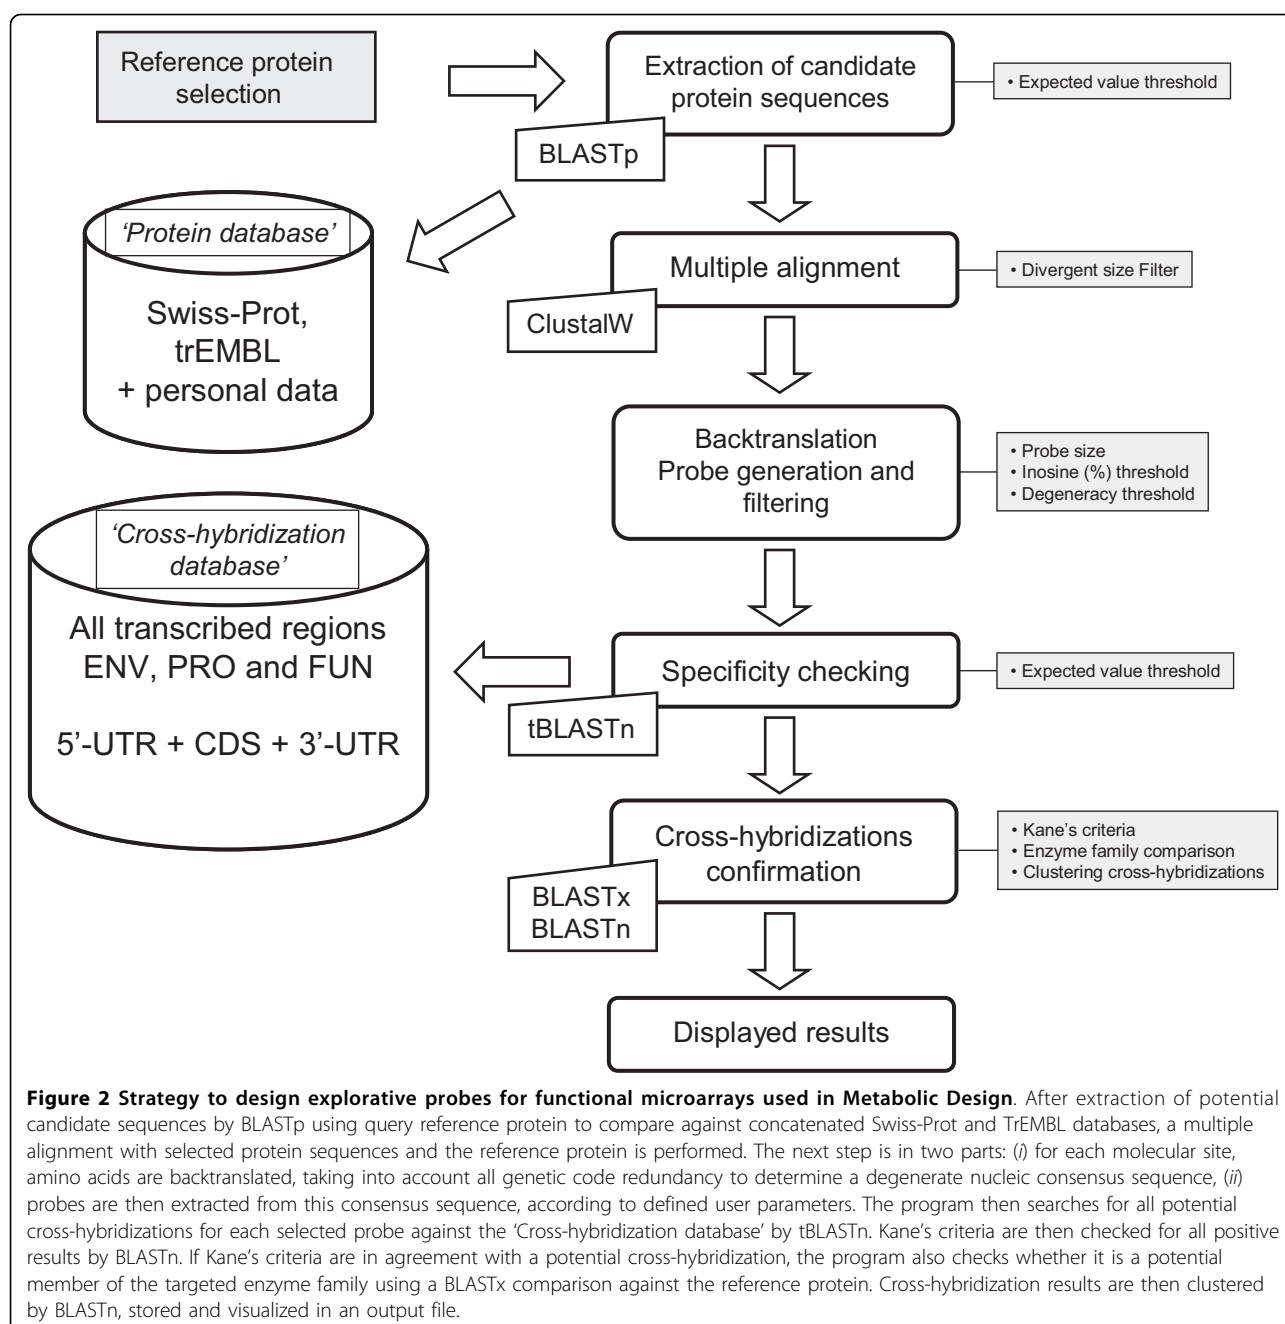 Reference protein
selection
Extraction of candidate
protein sequences
• Expected value threshold
BLASTp
'Protein database'
Swiss-Prot,
trEMBL
+ personal data
Multiple alignment
• Divergent size Filter
ClustalW
Backtranslation
Probe generation and
filtering
• Probe size
• Inosine (%) threshold
• Degeneracy threshold
‘Cross-hybridization
database’
All transcribed regions
ENV, PRO and FUN
5’-UTR + CDS + 3’-UTR
Specificity checking
• Expected value threshold
tBLASTn
Cross-hybridizations
confirmation
• Kane’s criteria
• Enzyme family comparison
• Clustering cross-hybridizations
BLASTx
BLASTn
Displayed results
Figure 2 Strategy to design explorative probes for functional microarrays used in Metabolic Design. After extraction of potential
candidate sequences by BLASTp using query reference protein to compare against concatenated Swiss-Prot and TrEMBL databases, a multiple
alignment with selected protein sequences and the reference protein is performed. The next step is in two parts: (i) for each molecular site,
amino acids are backtranslated, taking into account all genetic code redundancy to determine a degenerate nucleic consensus sequence, (ii)
probes are then extracted from this consensus sequence, according to defined user parameters. The program then searches for all potential
cross-hybridizations for each selected probe against the ‘Cross-hybridization database’ by tBLASTn. Kane’s criteria are then checked for all positive
results by BLASTn. If Kane’s criteria are in agreement with a potential cross-hybridization, the program also checks whether it is a potential
member of the targeted enzyme family using a BLASTx comparison against the reference protein. Cross-hybridization results are then clustered
by BLASTn, stored and visualized in an output file.